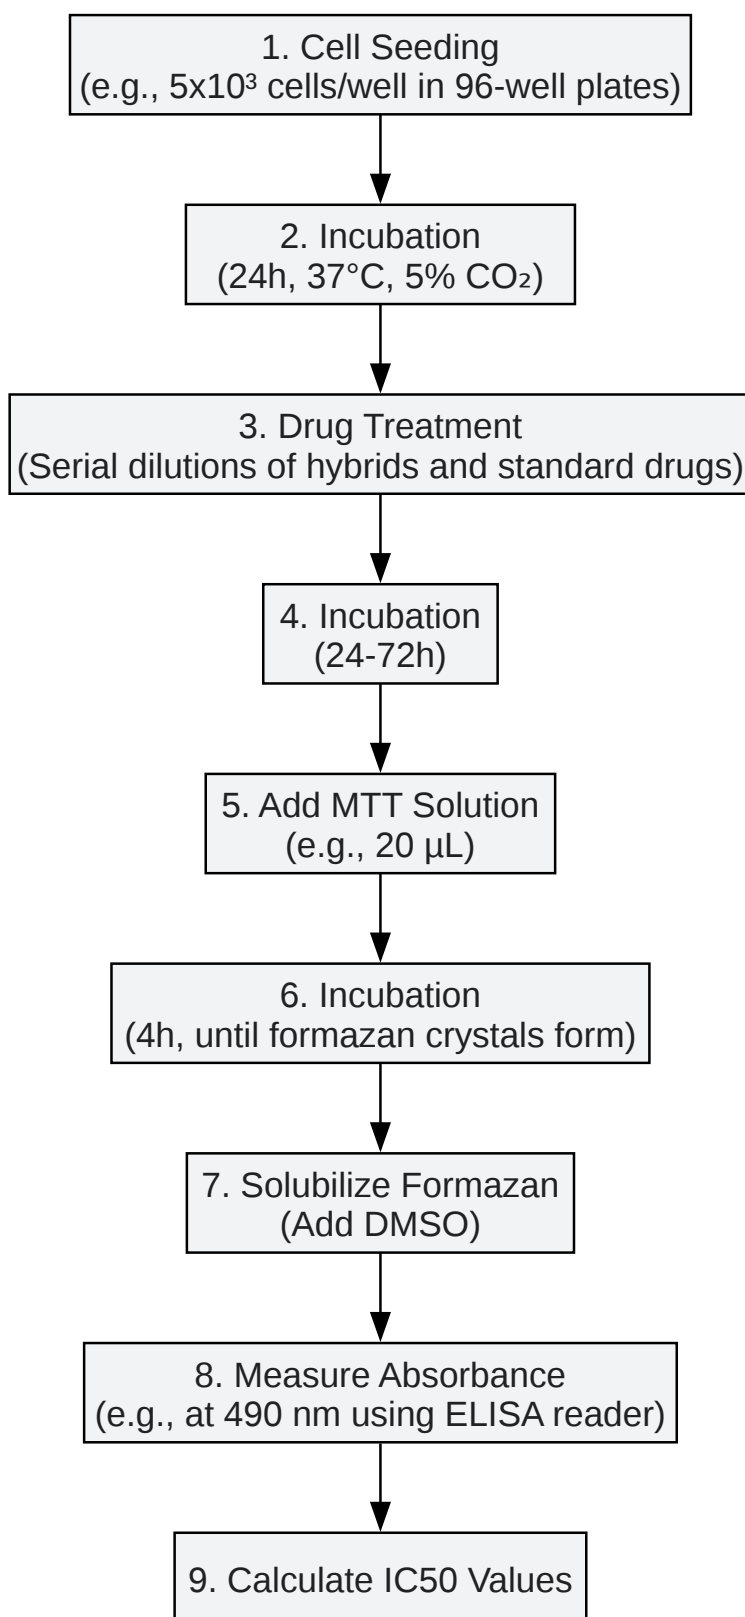 1. Cell Seeding
(e.g., 5x10³ cells/well in 96-well plates)
2. Incubation
(24h, 37°C, 5% CO₂)
3. Drug Treatment
(Serial dilutions of hybrids and standard drugs)
4. Incubation
(24-72h)
5. Add MTT Solution
(e.g., 20 µL)
6. Incubation
(4h, until formazan crystals form)
7. Solubilize Formazan
(Add DMSO)
8. Measure Absorbance
(e.g., at 490 nm using ELISA reader)
9. Calculate IC50 Values